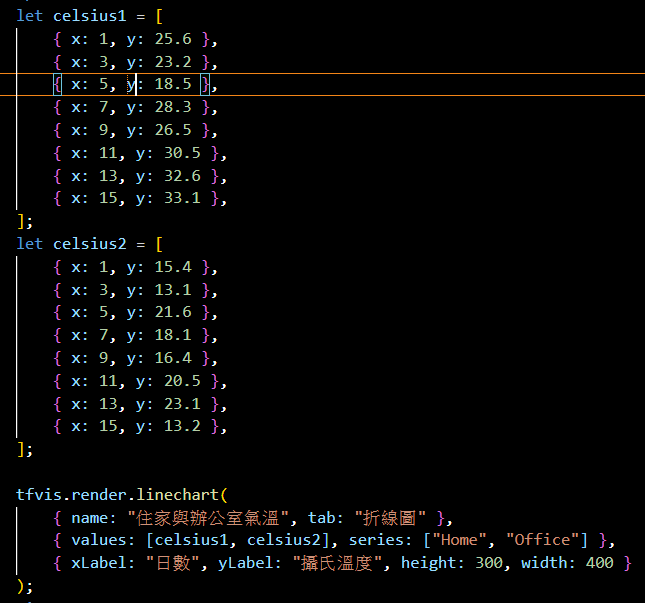 let celsius1 = [
{ x: 1, y: 25.6 },
{ x: 3, y: 23.2 },
{ x: 5, y: 18.5 },
{ x: 7, y: 28.3 },
{ x: 9, y: 26.5 },
{ x: 11, y: 30.5 },
{ x: 13, y: 32.6 },
{ x: 15, y: 33.1 },
];
let celsius2 = [
{ x: 1, y: 15.4 },
{ x: 3, y: 13.1 },
{ x: 5, y: 21.6 },
{ x: 7, y: 18.1 },
{ x: 9, y: 16.4 },
{ x: 11, y: 20.5 },
{ x: 13, y: 23.1 },
{ x: 15, y: 13.2 },
];
tfvis.render.linechart(
{ name: "住家與辦公室氣溫", tab: "折線圖" },
{ values: [celsius1, celsius2], series: ["Home", "Office"] },
{ xLabel: "日數", yLabel: "攝氏溫度", height: 300, width: 400 }
);